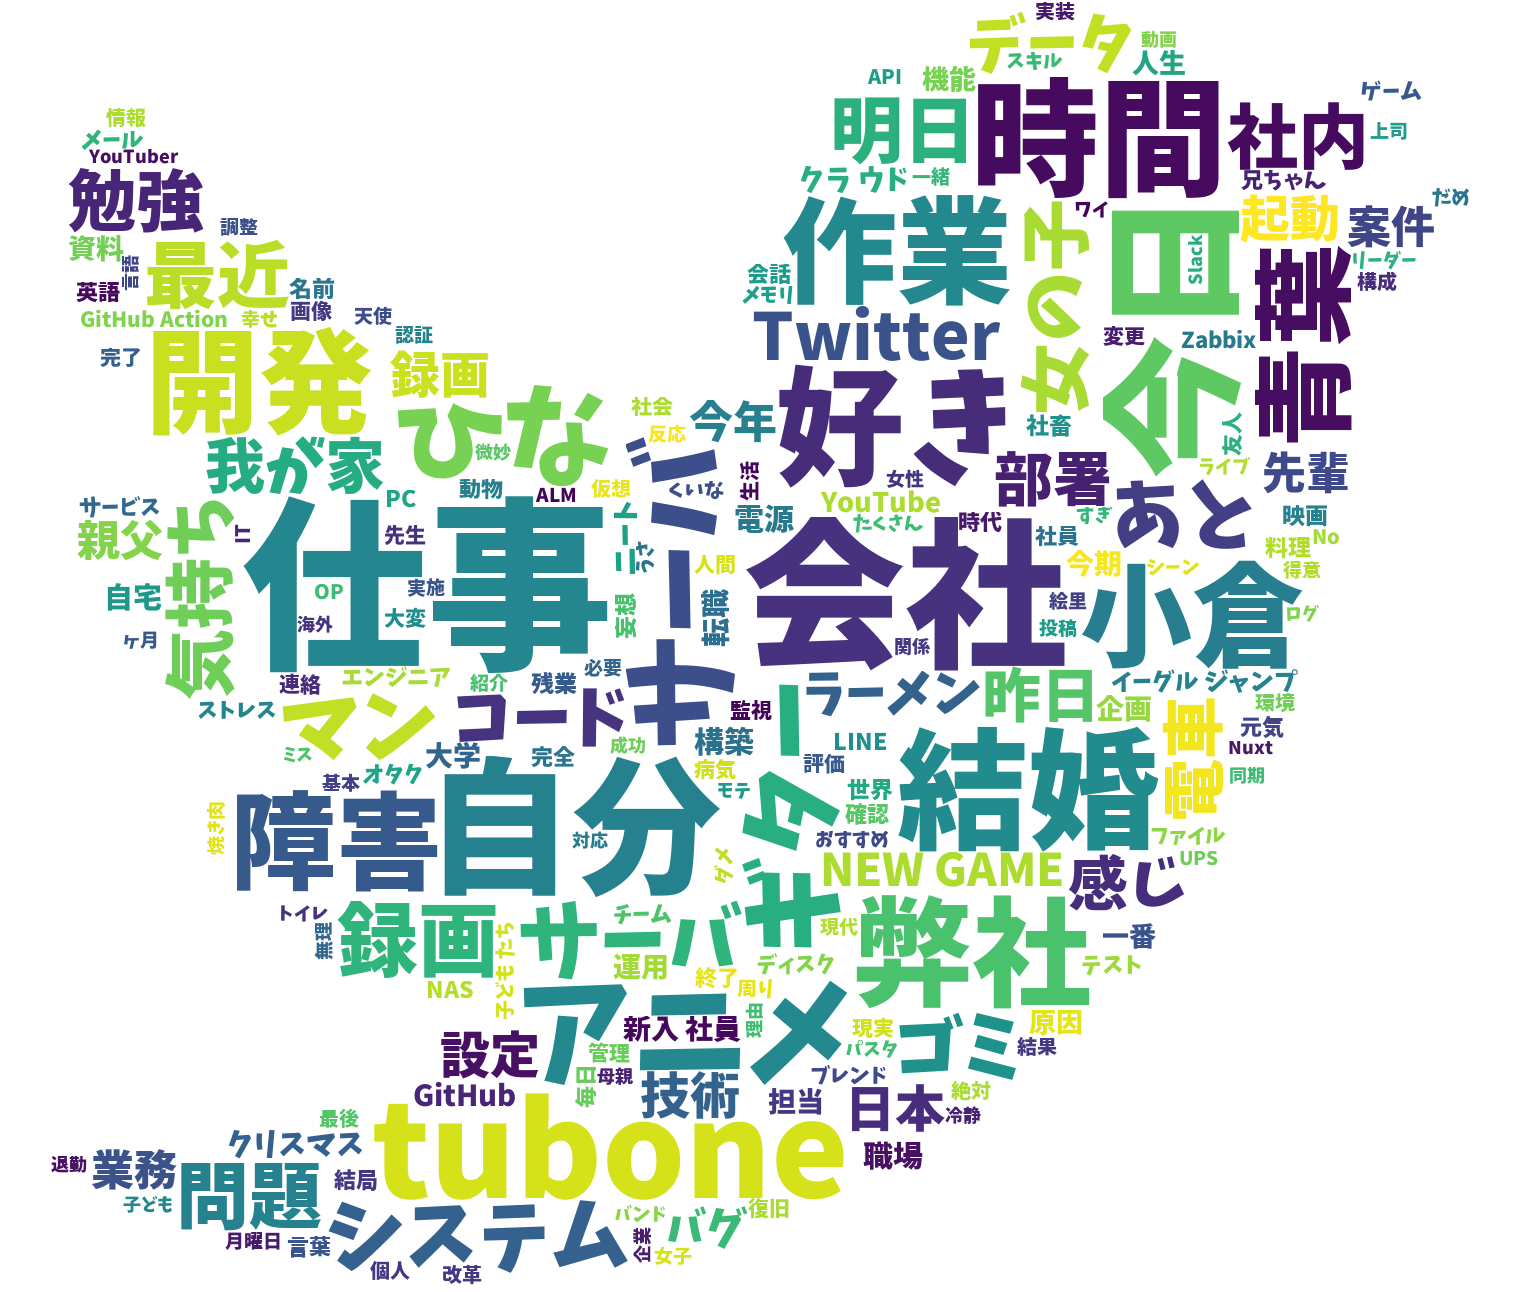 実装
データ
動画
スキル
人生
API
機能
時間
明日
社内
ゲーム
上司
情報
メール
YouTuber
勉強
クラウド
一緒
兄ちゃん
だめ
ワイ
起動
案件
作業
女の子
今日
Slack
リーダー
構成
青葉
調整
資料
言語
最近
英語
名前
画像
GitHub Action
幸せ
天使
会話
メモリ
Twitter
変更
Zabbix
認証
完了
開発
録画
ひな
微妙
社会
反応
今年
好き
社畜
友人
ライブ
先輩
部署
我が家
PC
動物
ALM
仮想
くいな
生活
女性
YouTube
たくさん
電源
時代
すぎ
あと
映画
No
サービス
親父
気持ち
IT
先生
ニート
うさ
バミ
人間
社員
今期
シーン
料理
得意
仕事
OP
実施
大変
海外
妄想
転職
会社
絵里
投稿
小倉
ログ
自宅
ヶ月
関係
連絡
エンジニア
紹介
残業
必要
キー
ラーメン
昨日
企画
イーグル ジャンプ
環境
ストレス
マン
コード
監視
電車
元気
Nuxt
ミス
大学
完全
成功
構築
LINE
評価
結婚
同期
基本
オタク
病気
モテ
世界
確認
おすすめ
ファイル
UPS
焼き肉
障害
自分
対応
ダメ
ギター
NEW GAME
感じ
トイレ
無理
録画
子どもたち
サーバ
チーム
運用
現代
弊社
一番
テスト
NAS
終了
周り
ディスク
アニメ
新入 社員
理由
現実
パスタ
ゴミ
原因
結果
設定
管理
毎日
母親
ブレンド
GitHub
技術
担当
日本
絶対
冷静
最後
クリスマス
tubone
職場
退勤
業務
子ども
問題
結局
システム
バンド
バグ
復旧
月曜日
言葉
企業
女子
個人
改革